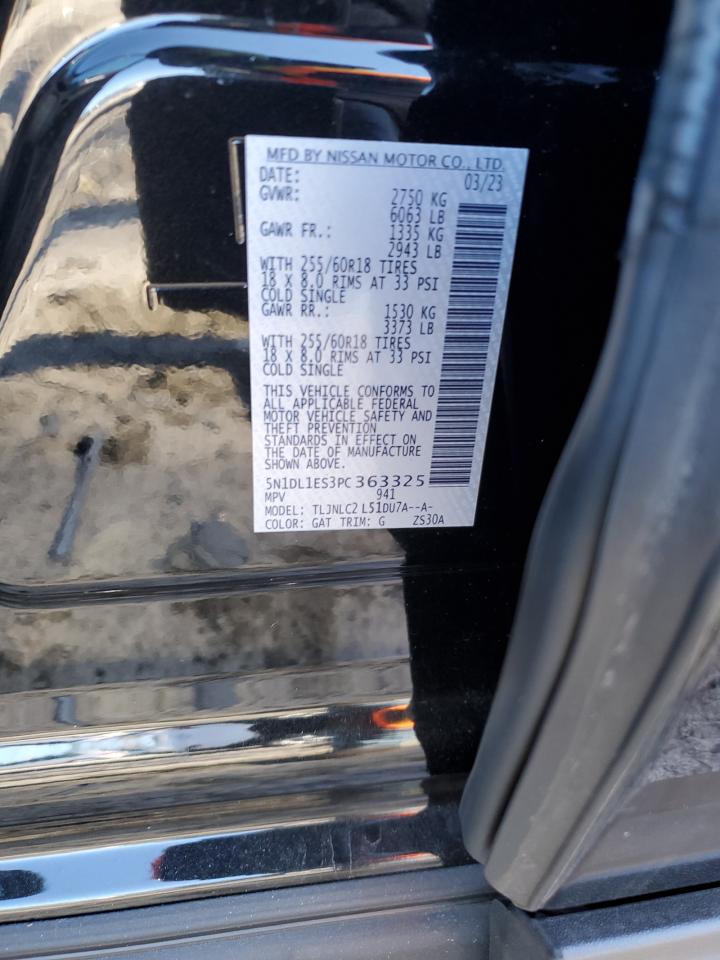 MFD BY NISSAN MOTOR CO., LTD.
DATE: 03/23
GVWR: 2750 KG
6063 LB
GAWR FR.: 1335 KG
2943 LB
WITH 255/60R18 TIRES
18 X 8.0 RIMS AT 33 PSI
COLD SINGLE
GAWR RR.: 1530 KG
3373 LB
WITH 255/60R18 TIRES
18 X 8.0 RIMS AT 33 PSI
COLD SINGLE
THIS VEHICLE CONFORMS TO
ALL APPLICABLE FEDERAL
MOTOR VEHICLE SAFETY AND
THEFT PREVENTION
STANDARDS IN EFFECT ON
THE DATE OF MANUFACTURE
SHOWN ABOVE.
5N1DL1ES3PC363325
MPV 941
MODEL: TLJNLC2 L51DU7A--A-
COLOR: GAT TRIM: G ZS30A